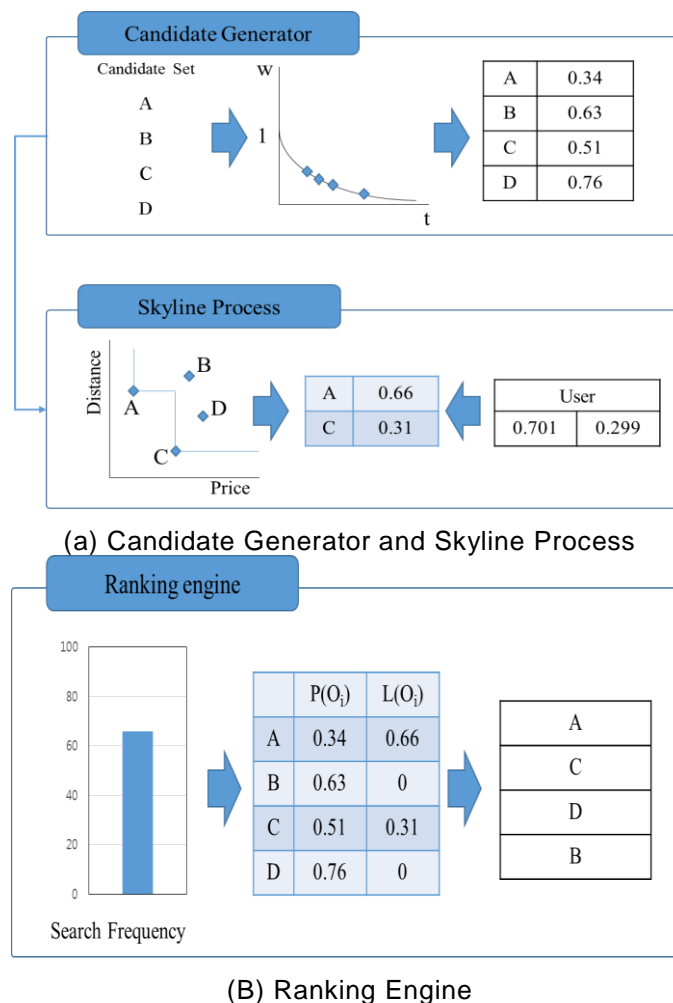 Candidate Generator
Candidate Set
A
B
C
D
w
1
t
A 0.34
B 0.63
C 0.51
D 0.76
Skyline Process
Distance
A
B
C
D
Price
A 0.66
C 0.31
User
0.701 0.299
(a) Candidate Generator and Skyline Process
Ranking engine
100
80
60
40
20
0
Search Frequency
P(Oi) L(Oi)
A 0.34 0.66
B 0.63 0
C 0.51 0.31
D 0.76 0
A
C
D
B
(B) Ranking Engine